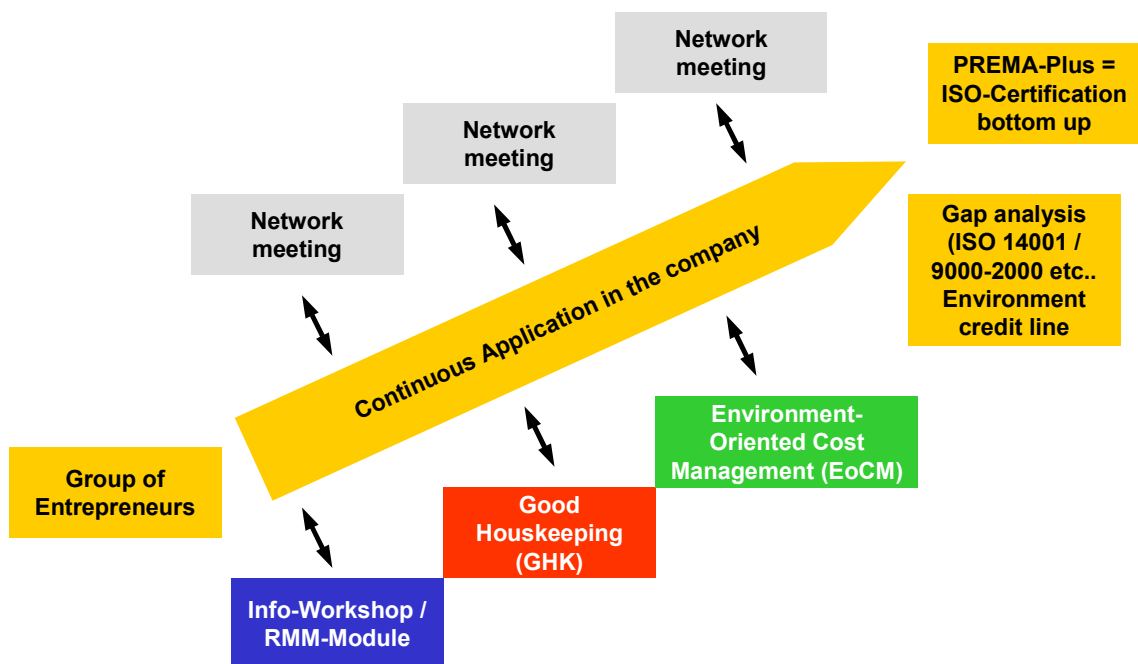 Network
meeting
PREMA-Plus =
ISO-Certification
bottom up
Network
meeting
Network
meeting
Gap analysis
(ISO 14001 /
9000-2000 etc..
Environment
credit line
Continuous Application in the company
Environment-
Oriented Cost
Management (EoCM)
Group of
Entrepreneurs
Good
Houskeeping
(GHK)
Info-Workshop /
RMM-Module